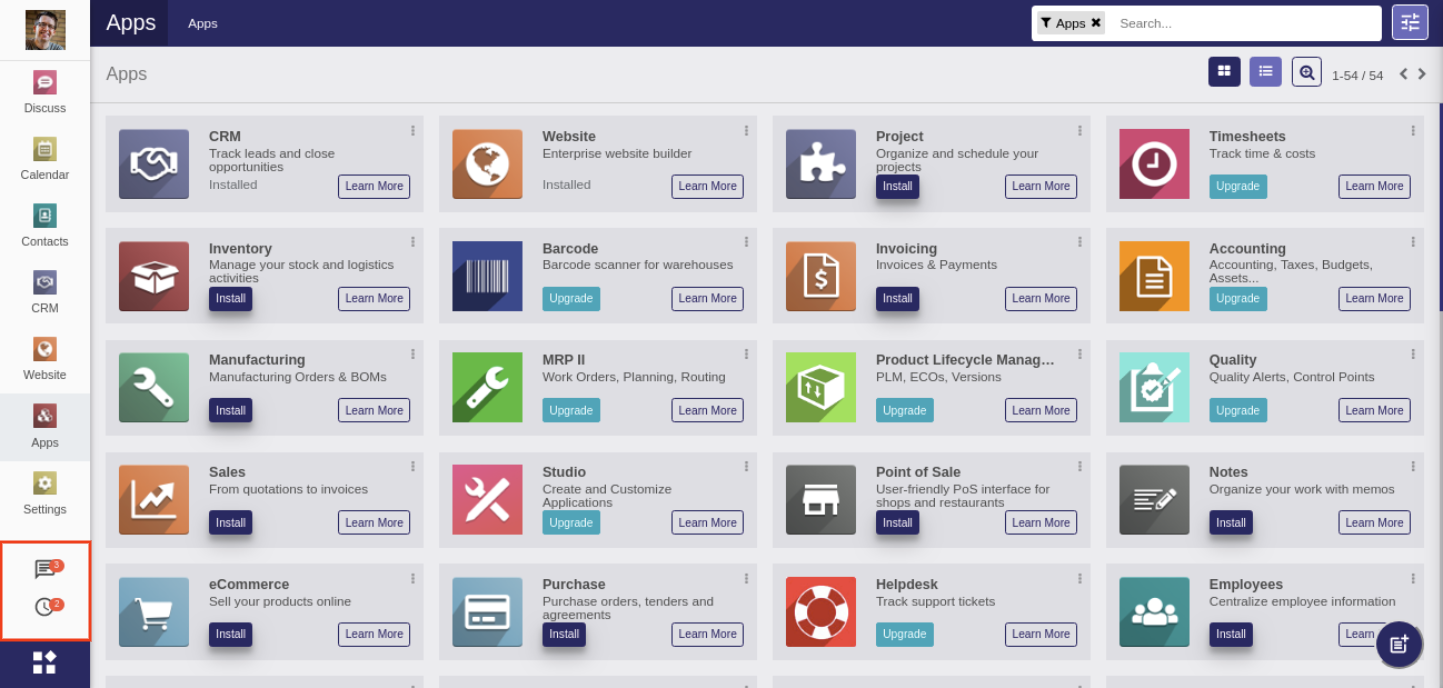 Apps
Apps
Apps ✖ Search...
Discuss
Calendar
Contacts
CRM
Website
Apps
Settings
3
2
Apps
1-54 / 54
CRM
Track leads and close
opportunities
Installed
Learn More
Website
Enterprise website builder
Installed
Learn More
Project
Organize and schedule your
projects
Install
Learn More
Timesheets
Track time & costs
Upgrade
Learn More
Inventory
Manage your stock and logistics
activities
Install
Learn More
Barcode
Barcode scanner for warehouses
Upgrade
Learn More
Invoicing
Invoices & Payments
Install
Learn More
Accounting
Accounting, Taxes, Budgets,
Assets...
Upgrade
Learn More
Manufacturing
Manufacturing Orders & BOMs
Install
Learn More
MRP II
Work Orders, Planning, Routing
Upgrade
Learn More
Product Lifecycle Manag...
PLM, ECOs, Versions
Upgrade
Learn More
Quality
Quality Alerts, Control Points
Upgrade
Learn More
Sales
From quotations to invoices
Install
Learn More
Studio
Create and Customize
Applications
Upgrade
Learn More
Point of Sale
User-friendly PoS interface for
shops and restaurants
Install
Learn More
Notes
Organize your work with memos
Install
Learn More
eCommerce
Sell your products online
Install
Learn More
Purchase
Purchase orders, tenders and
agreements
Install
Learn More
Helpdesk
Track support tickets
Upgrade
Learn More
Employees
Centralize employee information
Install
Learn